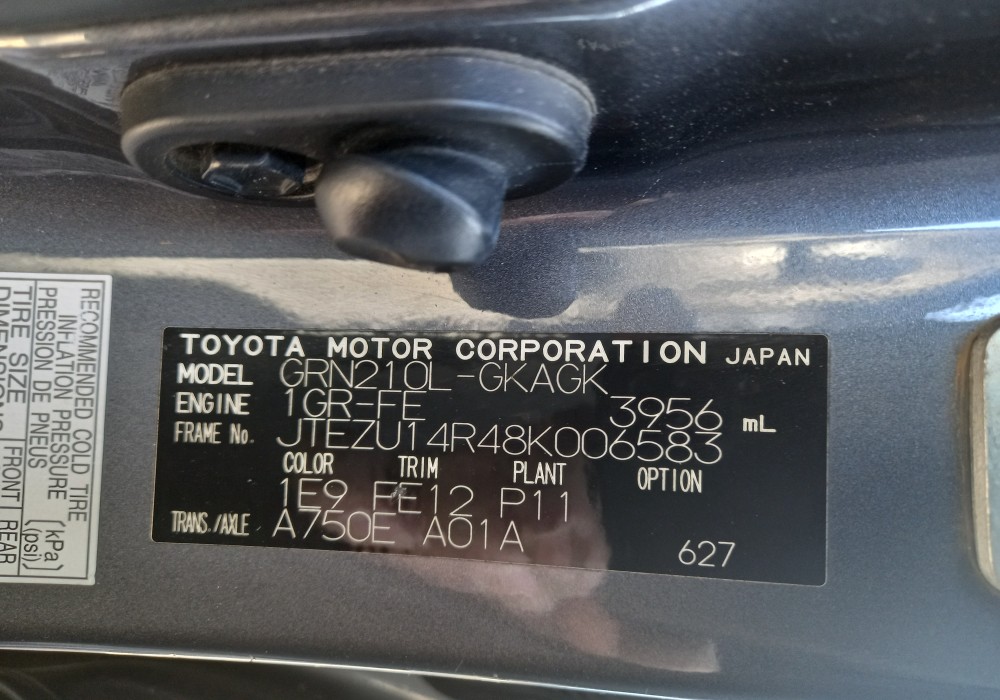 TOYOTA MOTOR CORPORATION JAPAN
MODEL GRN210L-GKAGK
ENGINE 1GR-FE 3956 mL
FRAME No. JTEZU14R48K006583
COLOR TRIM PLANT OPTION
1E9 FE12 P11
TRANS./AXLE A750E A01A
627
RECOMMENDED COLD TIRE
INFLATION PRESSURE (kPa)
PRESSION DE PNEUS (psi)
TIRE SIZE FRONT REAR